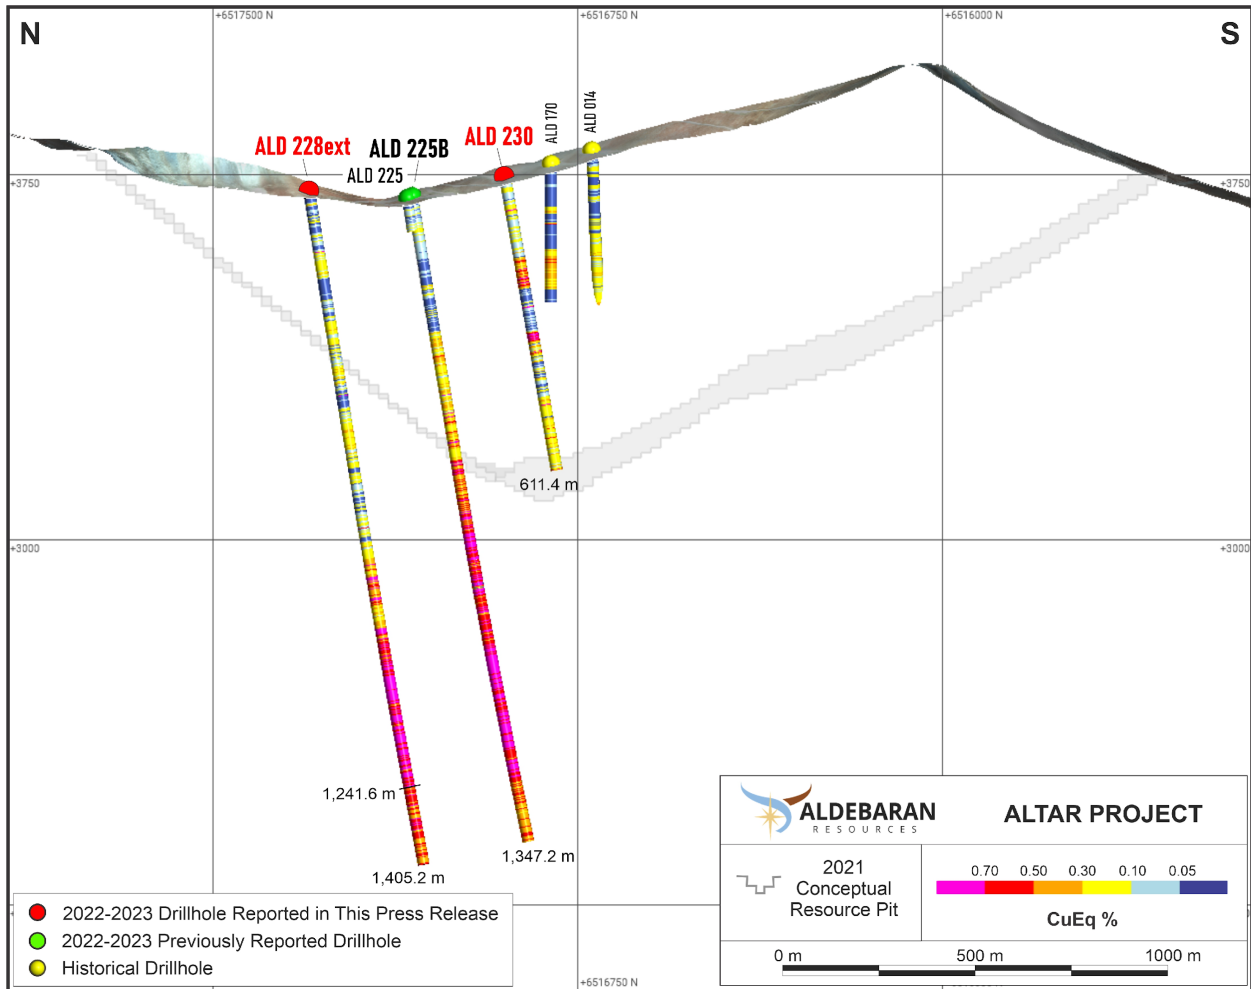 +6517500 N
+6516750 N
+6516000 N
N
S
ALD 170
ALD 014
ALD 228ext
ALD 225B
ALD 230
ALD 225
+3750
+3750
611.4 m
+3000
+3000
1,241.6 m
1,347.2 m
1,405.2 m
2022-2023 Drillhole Reported in This Press Release
2022-2023 Previously Reported Drillhole
Historical Drillhole
ALDEBARAN
RESOURCES
ALTAR PROJECT
2021
Conceptual
Resource Pit
0.70 0.50 0.30 0.10 0.05
CuEq %
0 m 500 m 1000 m
+6516750 N